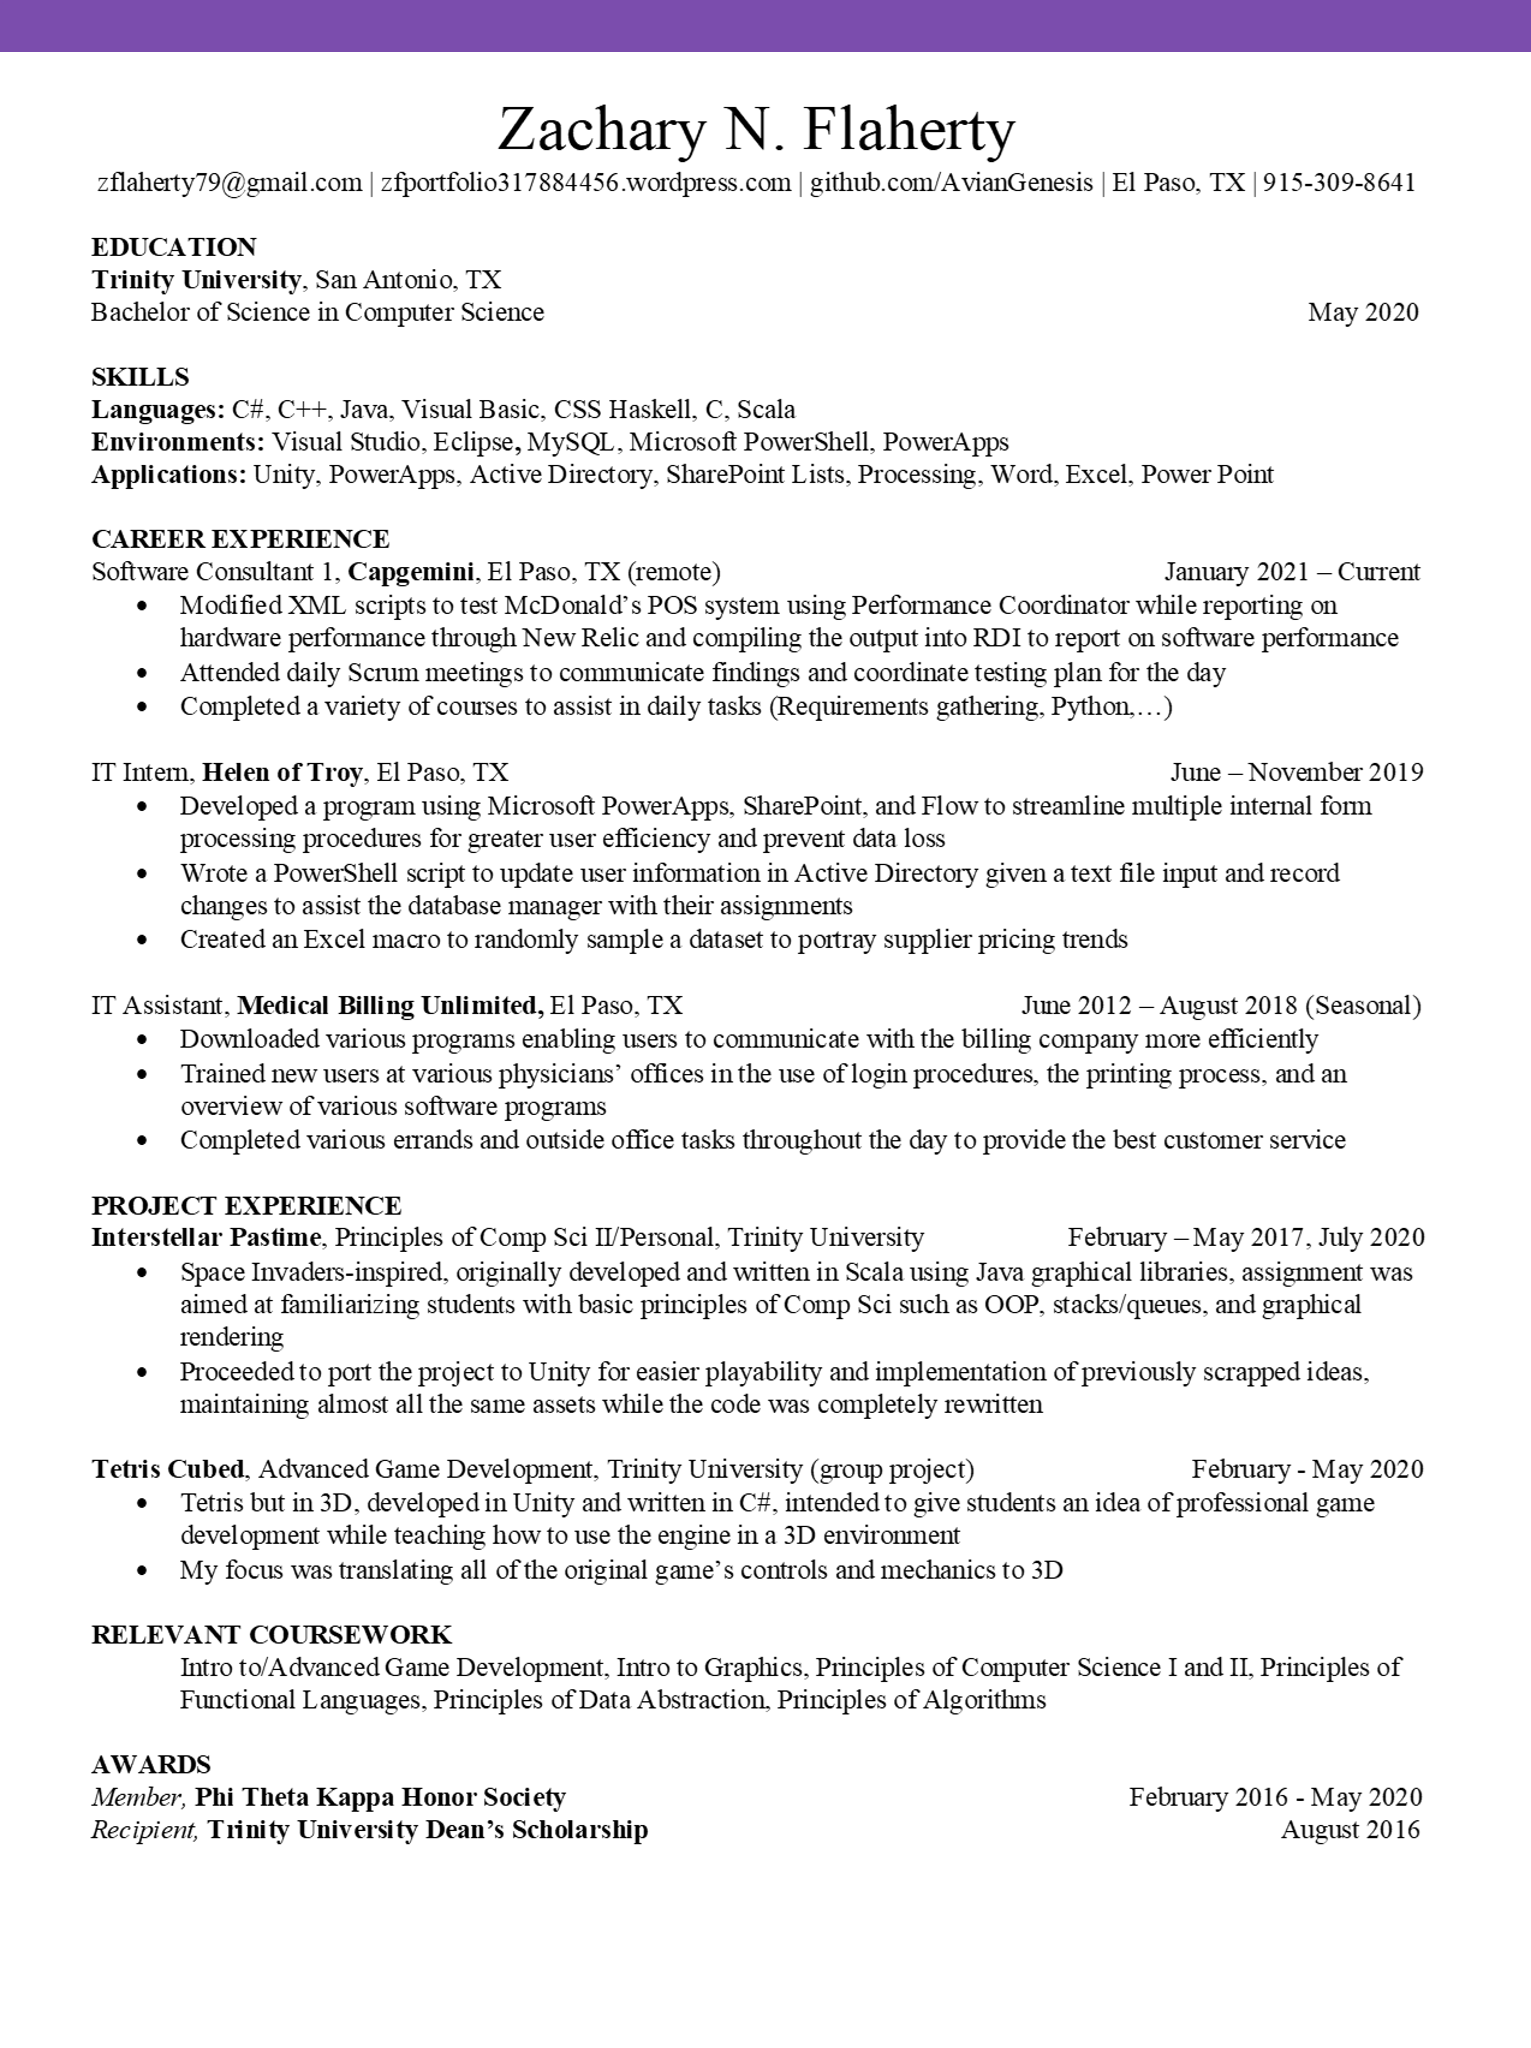 Zachary N. Flaherty
zflaherty79@gmail.com | zfportfolio317884456.wordpress.com | github.com/AvianGenesis | El Paso, TX | 915-309-8641
EDUCATION
Trinity University, San Antonio, TX
Bachelor of Science in Computer Science May 2020
SKILLS
Languages: C#, C++, Java, Visual Basic, CSS Haskell, C, Scala
Environments: Visual Studio, Eclipse, MySQL, Microsoft PowerShell, PowerApps
Applications: Unity, PowerApps, Active Directory, SharePoint Lists, Processing, Word, Excel, Power Point
CAREER EXPERIENCE
Software Consultant 1, Capgemini, El Paso, TX (remote) January 2021 – Current
• Modified XML scripts to test McDonald’s POS system using Performance Coordinator while reporting on
hardware performance through New Relic and compiling the output into RDI to report on software performance
• Attended daily Scrum meetings to communicate findings and coordinate testing plan for the day
• Completed a variety of courses to assist in daily tasks (Requirements gathering, Python,…)
IT Intern, Helen of Troy, El Paso, TX June – November 2019
• Developed a program using Microsoft PowerApps, SharePoint, and Flow to streamline multiple internal form
processing procedures for greater user efficiency and prevent data loss
• Wrote a PowerShell script to update user information in Active Directory given a text file input and record
changes to assist the database manager with their assignments
• Created an Excel macro to randomly sample a dataset to portray supplier pricing trends
IT Assistant, Medical Billing Unlimited, El Paso, TX June 2012 – August 2018 (Seasonal)
• Downloaded various programs enabling users to communicate with the billing company more efficiently
• Trained new users at various physicians’ offices in the use of login procedures, the printing process, and an
overview of various software programs
• Completed various errands and outside office tasks throughout the day to provide the best customer service
PROJECT EXPERIENCE
Interstellar Pastime, Principles of Comp Sci II/Personal, Trinity University February – May 2017, July 2020
• Space Invaders-inspired, originally developed and written in Scala using Java graphical libraries, assignment was
aimed at familiarizing students with basic principles of Comp Sci such as OOP, stacks/queues, and graphical
rendering
• Proceeded to port the project to Unity for easier playability and implementation of previously scrapped ideas,
maintaining almost all the same assets while the code was completely rewritten
Tetris Cubed, Advanced Game Development, Trinity University (group project) February - May 2020
• Tetris but in 3D, developed in Unity and written in C#, intended to give students an idea of professional game
development while teaching how to use the engine in a 3D environment
• My focus was translating all of the original game’s controls and mechanics to 3D
RELEVANT COURSEWORK
Intro to/Advanced Game Development, Intro to Graphics, Principles of Computer Science I and II, Principles of
Functional Languages, Principles of Data Abstraction, Principles of Algorithms
AWARDS
Member, Phi Theta Kappa Honor Society February 2016 - May 2020
Recipient, Trinity University Dean’s Scholarship August 2016